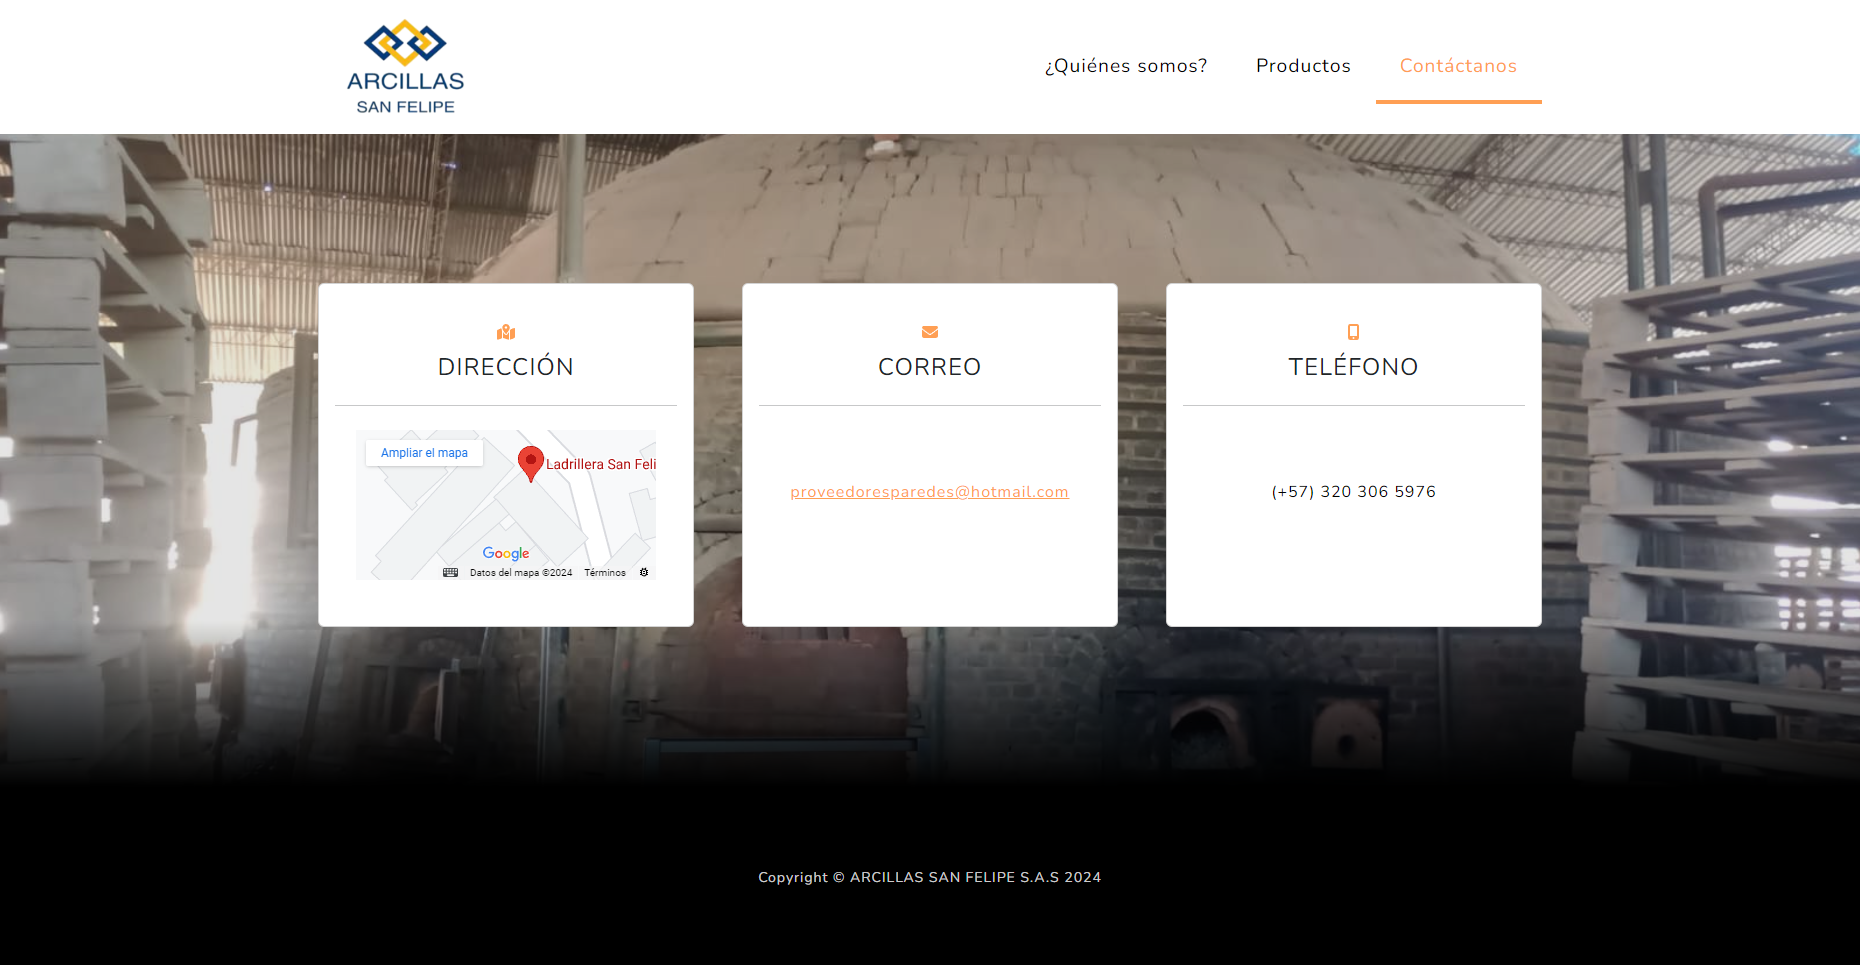 ARCILLAS
SAN FELIPE
¿Quiénes somos?
Productos
Contáctanos
DIRECCIÓN
Ampliar el mapa
Ladrillera San Feli
Google
Datos del mapa ©2024
Términos
CORREO
proveedoresparedes@hotmail.com
TELÉFONO
(+57) 320 306 5976
Copyright © ARCILLAS SAN FELIPE S.A.S 2024